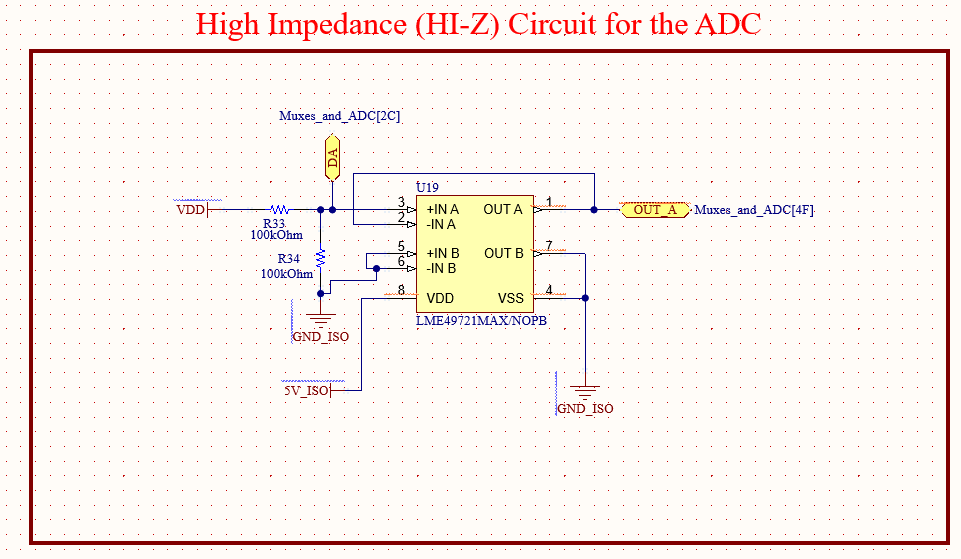 High Impedance (HI-Z) Circuit for the ADC
Muxes_and_ADC[2C]
DA
U19
VDD
R33
100kOhm
R34
100kOhm
GND_ISO
5V_ISO
3
2
5
6
8
+IN A
-IN A
+IN B
-IN B
VDD
OUT A
OUT B
VSS
1
7
4
LME49721MAX/NOPB
OUT_A
Muxes_and_ADC[4F]
GND_ISO